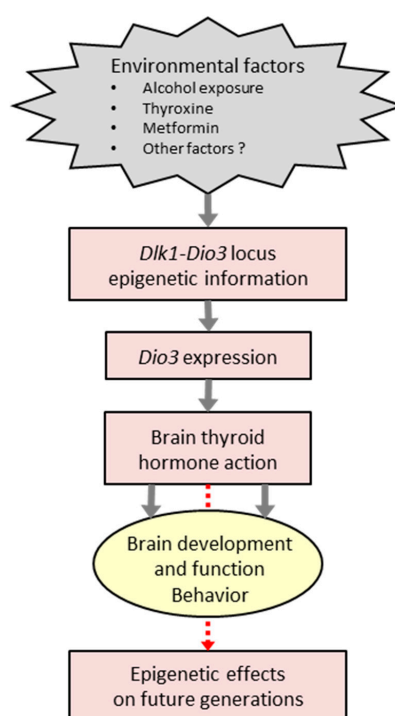 Environmental factors
• Alcohol exposure
• Thyroxine
• Metformin
• Other factors ?
Dlk1-Dio3 locus
epigenetic information
Dio3 expression
Brain thyroid
hormone action
Brain development
and function
Behavior
Epigenetic effects
on future generations